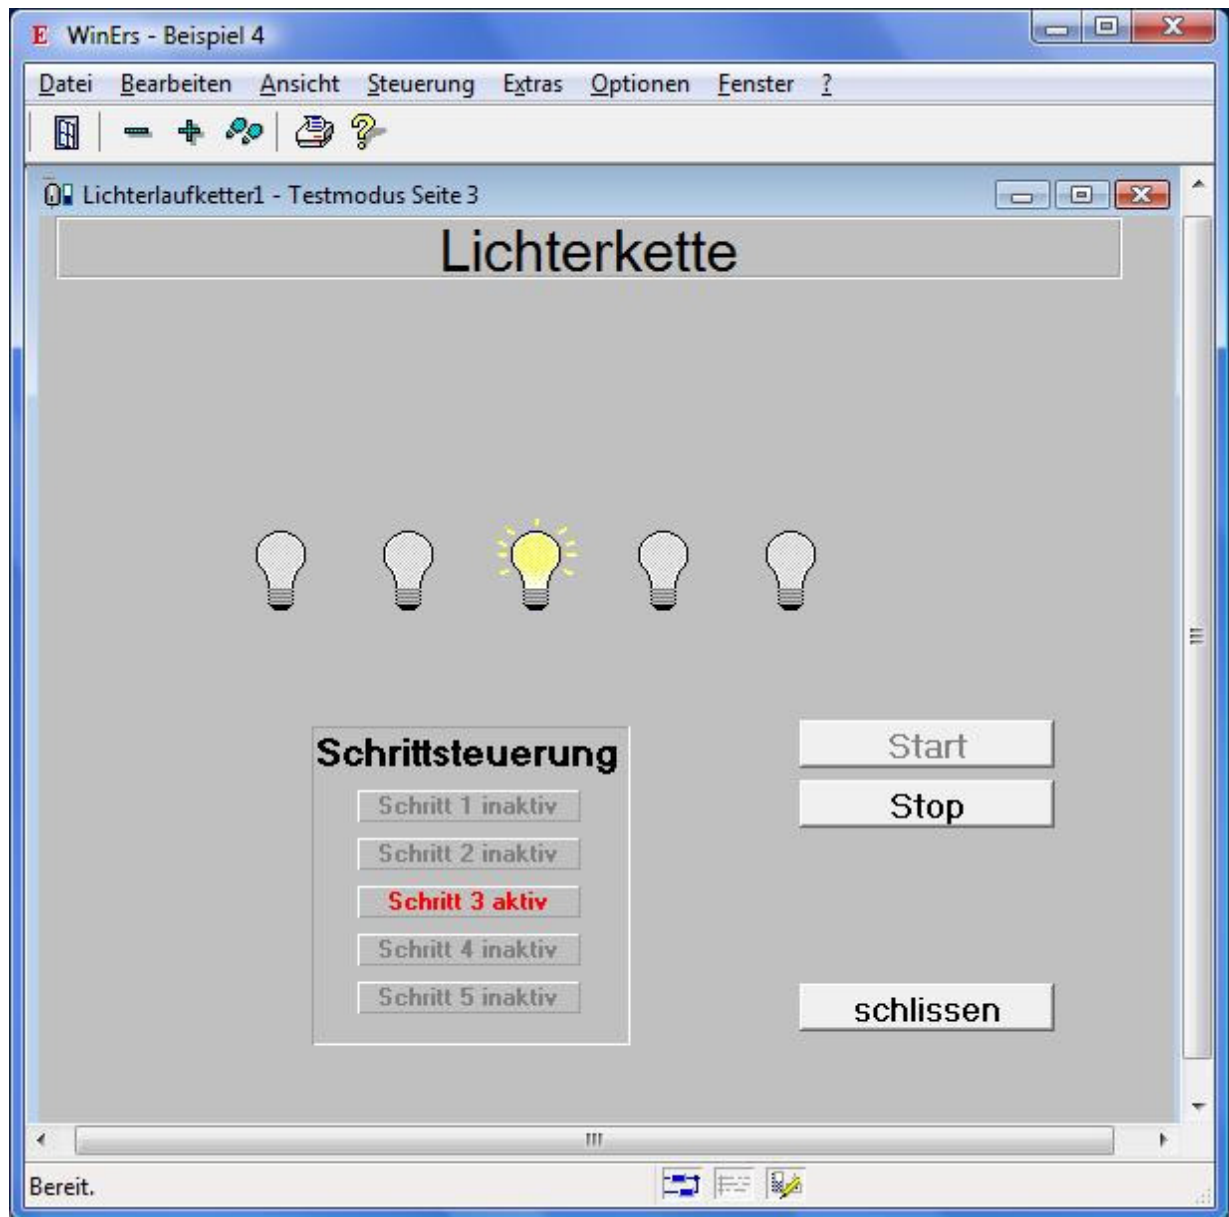 E WinErs - Beispiel 4
Datei Bearbeiten Ansicht Steuerung Extras Optionen Fenster ?
Lichterlaufketter1 - Testmodus Seite 3
Lichterkette
Schrittsteuerung
Schritt 1 inaktiv
Schritt 2 inaktiv
Schritt 3 aktiv
Schritt 4 inaktiv
Schritt 5 inaktiv
Start
Stop
schlissen
Bereit.